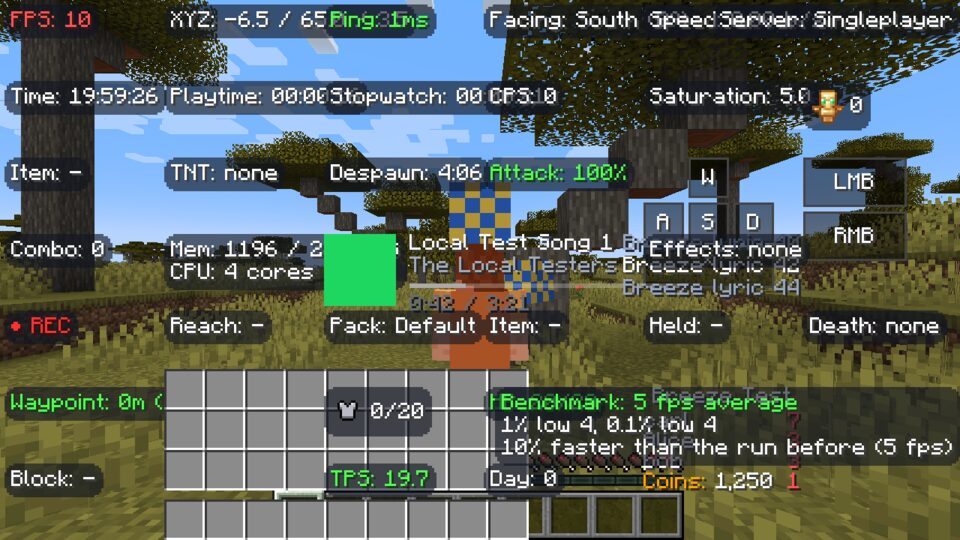 FPS: 10
XYZ: -6.5 / 65
Ping: 1ms
Facing: South
Speed
Server: Singleplayer
Time: 19:59:26
Playtime: 00:00
Stopwatch: 00
CPS:
Saturation: 5.0
0
Item: -
TNT: none
Despawn: 4:06
Attack: 100%
W
LMB
A S D
RMB
Combo: 0
Mem: 1196 / 2
CPU: 4 cores
Local Test Song 1
The Local Testers
0:42 / 3:21
Effects: none
Breeze lyric 42
Breeze lyric 44
● REC
Reach: -
Pack: Default
Item: -
Held: -
Death: none
Waypoint: 0m (
0/20
Breeze Test
Benchmark: 5 fps average
1% low 4, 0.1% low 4
10% faster than the run before (5 fps)
Block: -
TPS: 19.7
Day: 0
Coins: 1,250
1